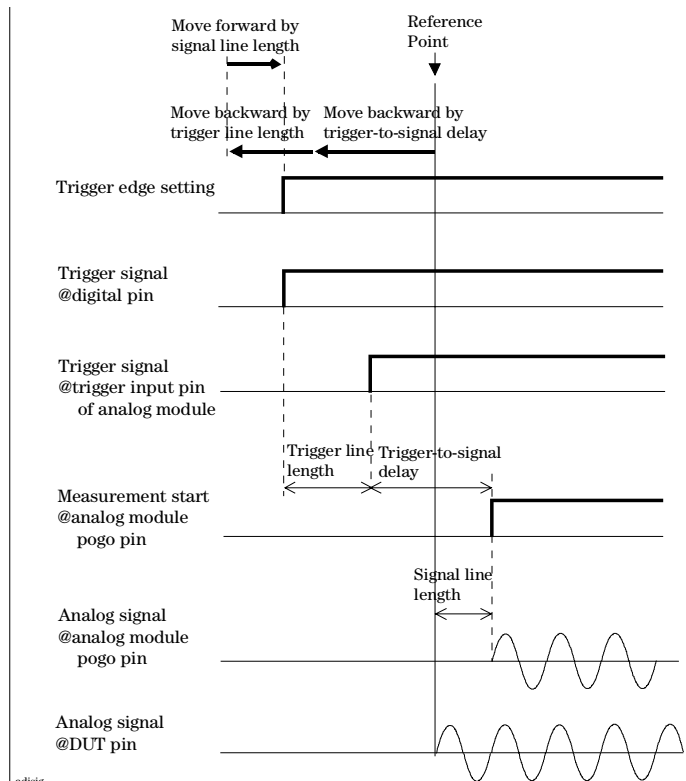 Move forward by
signal line length
Reference
Point
Move backward by
trigger line length
Move backward by
trigger-to-signal delay
Trigger edge setting
Trigger signal
@digital pin
Trigger signal
@trigger input pin
of analog module
Trigger line
length
Trigger-to-signal
delay
Measurement start
@analog module
pogo pin
Signal line
length
Analog signal
@analog module
pogo pin
Analog signal
@DUT pin